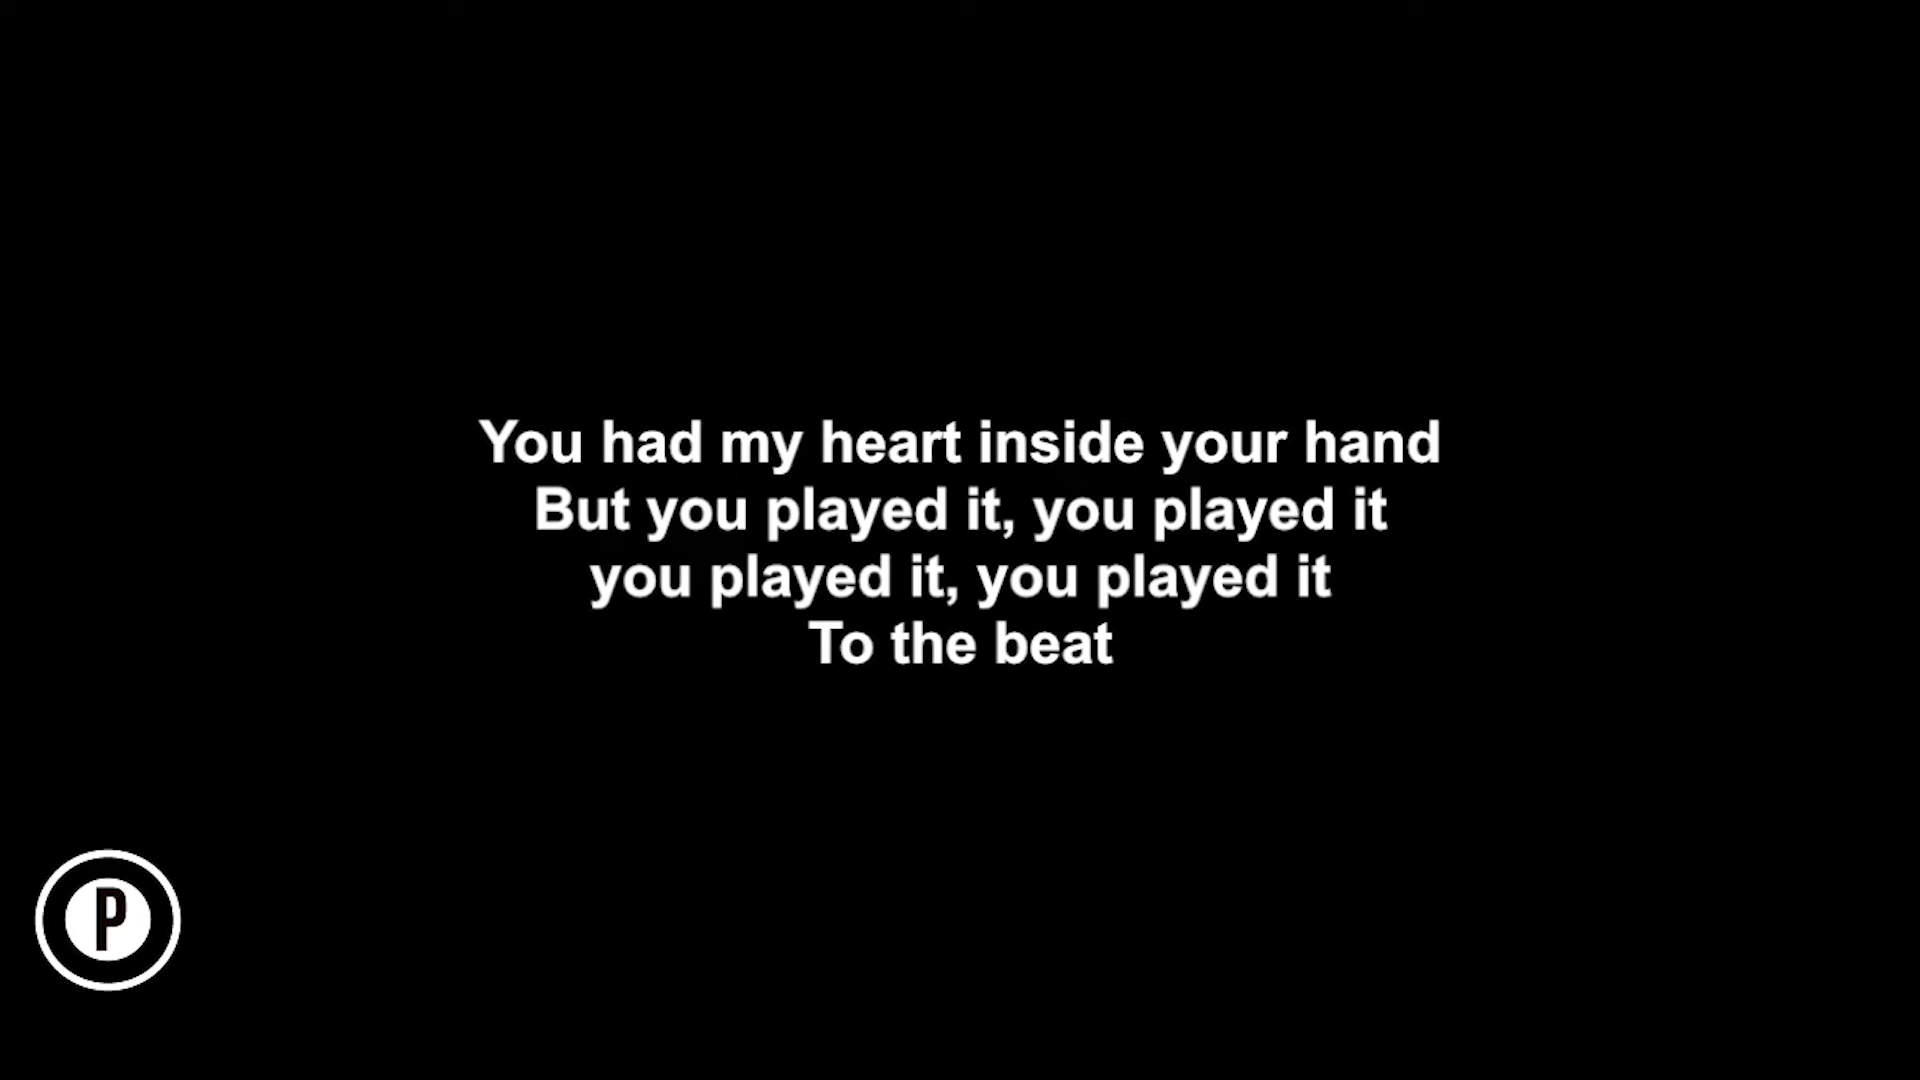 You had my heart inside your hand
But you played it, you played it
you played it, you played it
To the beat
P